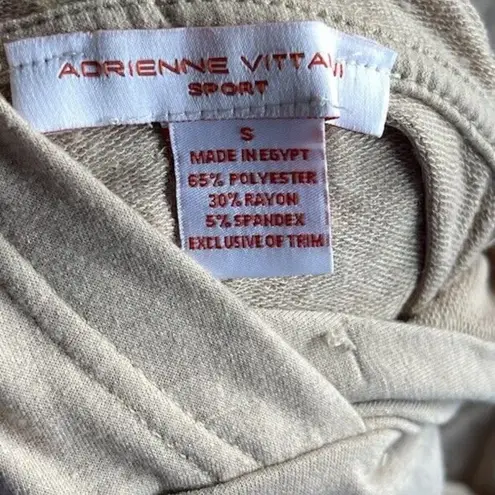 ADRIENNE VITTADINI
SPORT
S
MADE IN EGYPT
65% POLYESTER
30% RAYON
5% SPANDEX
EXCLUSIVE OF TRIM